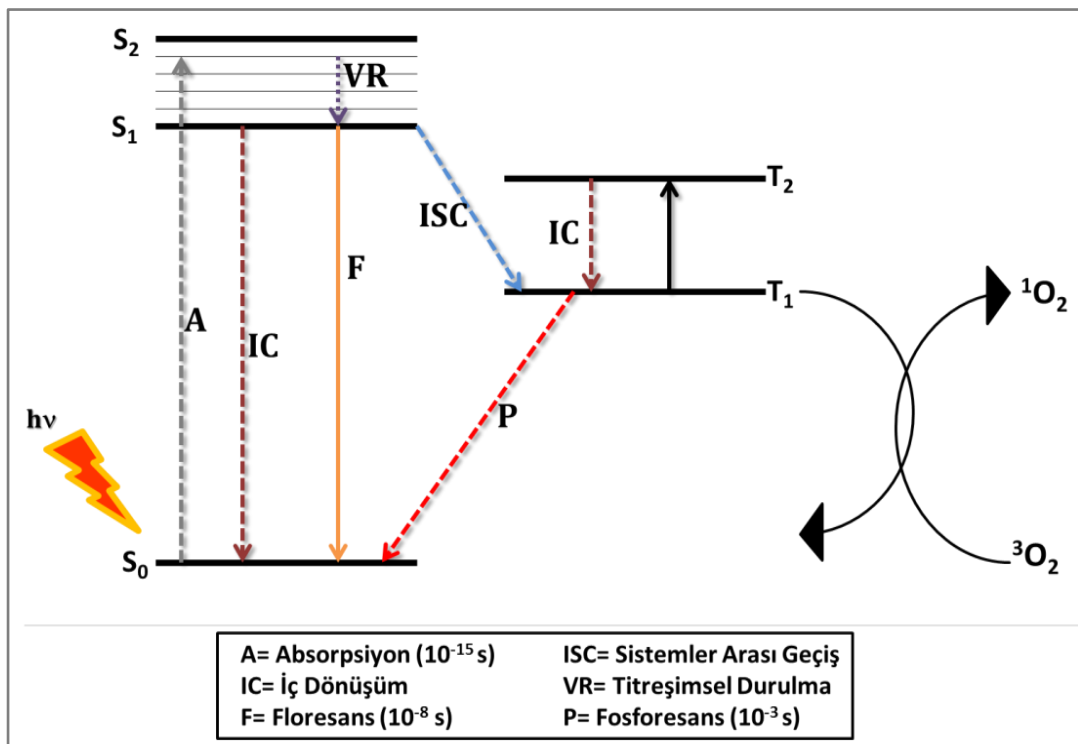 S₂
VR
S₁
T₂
ISC
IC
F
T₁
¹O₂
A
IC
P
hν
S₀
³O₂
A= Absorpsiyon (10⁻¹⁵ s)
ISC= Sistemler Arası Geçiş
IC= İç Dönüşüm
VR= Titreşimsel Durulma
F= Floresans (10⁻⁸ s)
P= Fosforesans (10⁻³ s)